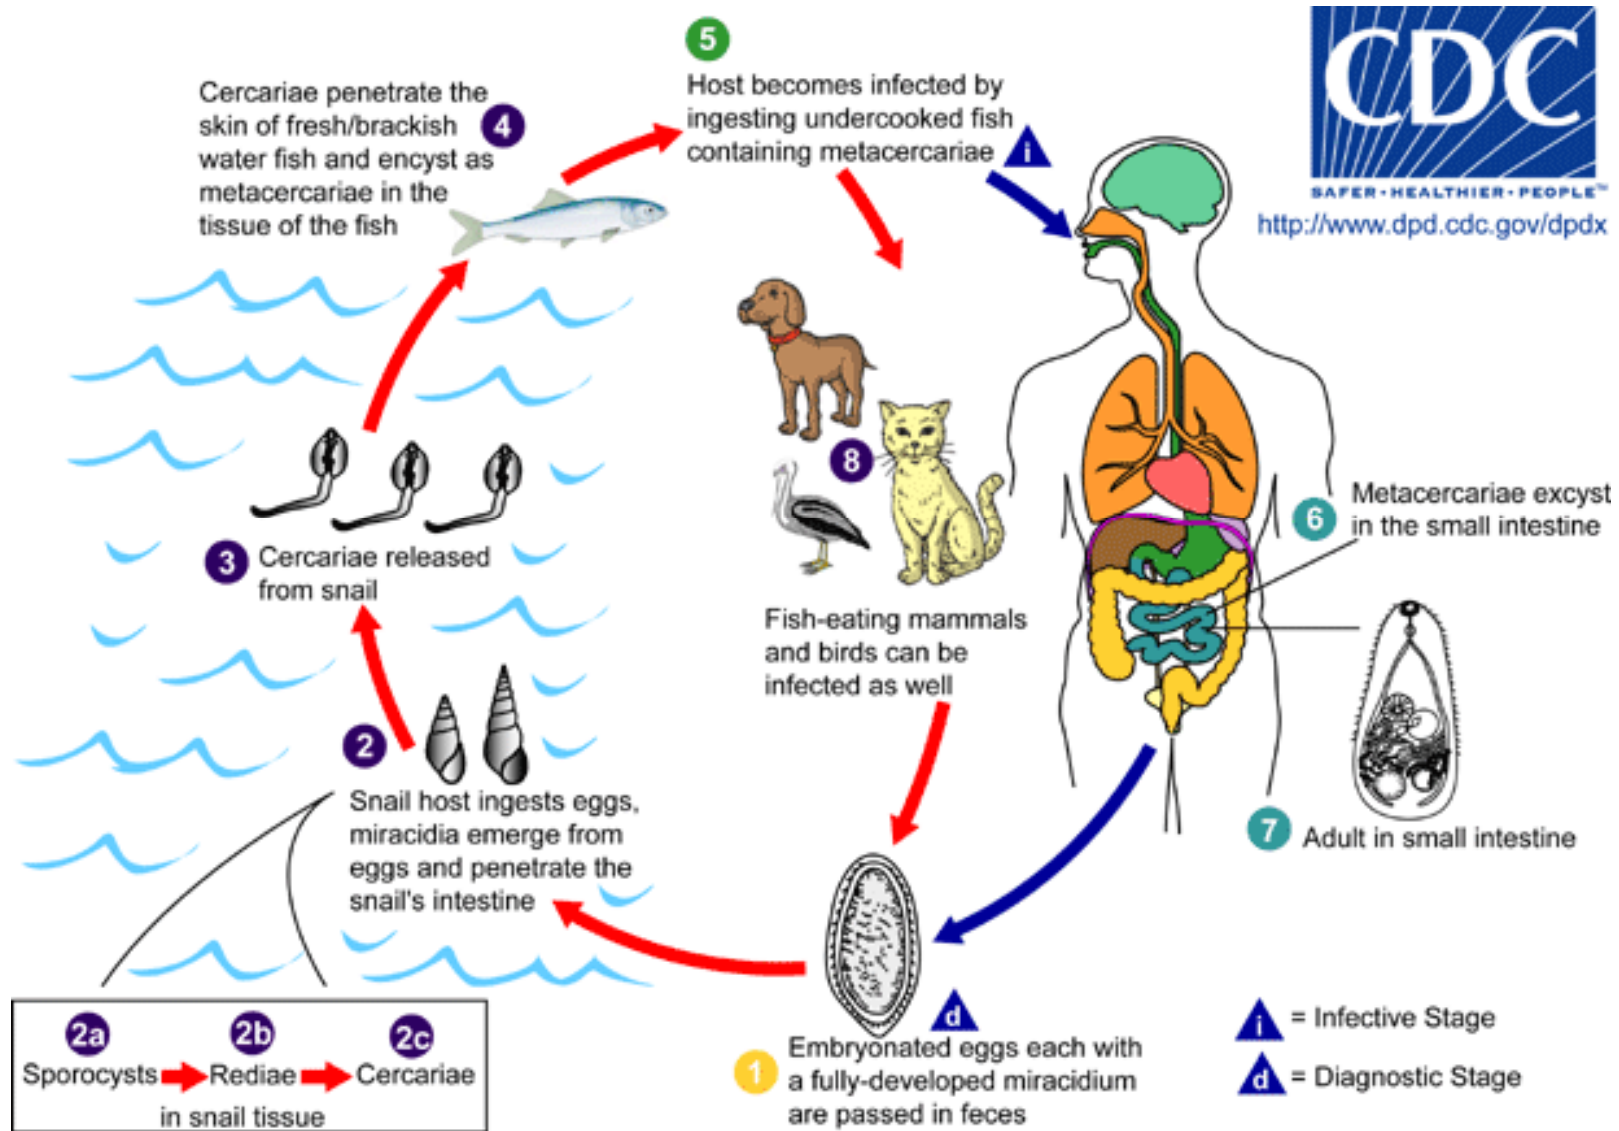 CDC
SAFER•HEALTHIER•PEOPLE™
http://www.dpd.cdc.gov/dpdx
5
Host becomes infected by
ingesting undercooked fish
containing metacercariae
i
Cercariae penetrate the
skin of fresh/brackish
water fish and encyst as
metacercariae in the
tissue of the fish
4
8
Fish-eating mammals
and birds can be
infected as well
6
Metacercariae excyst
in the small intestine
7
Adult in small intestine
3
Cercariae released
from snail
2
Snail host ingests eggs,
miracidia emerge from
eggs and penetrate the
snail's intestine
2a
2b
2c
Sporocysts
Rediae
Cercariae
in snail tissue
d
1
Embryonated eggs each with
a fully-developed miracidium
are passed in feces
i = Infective Stage
d = Diagnostic Stage